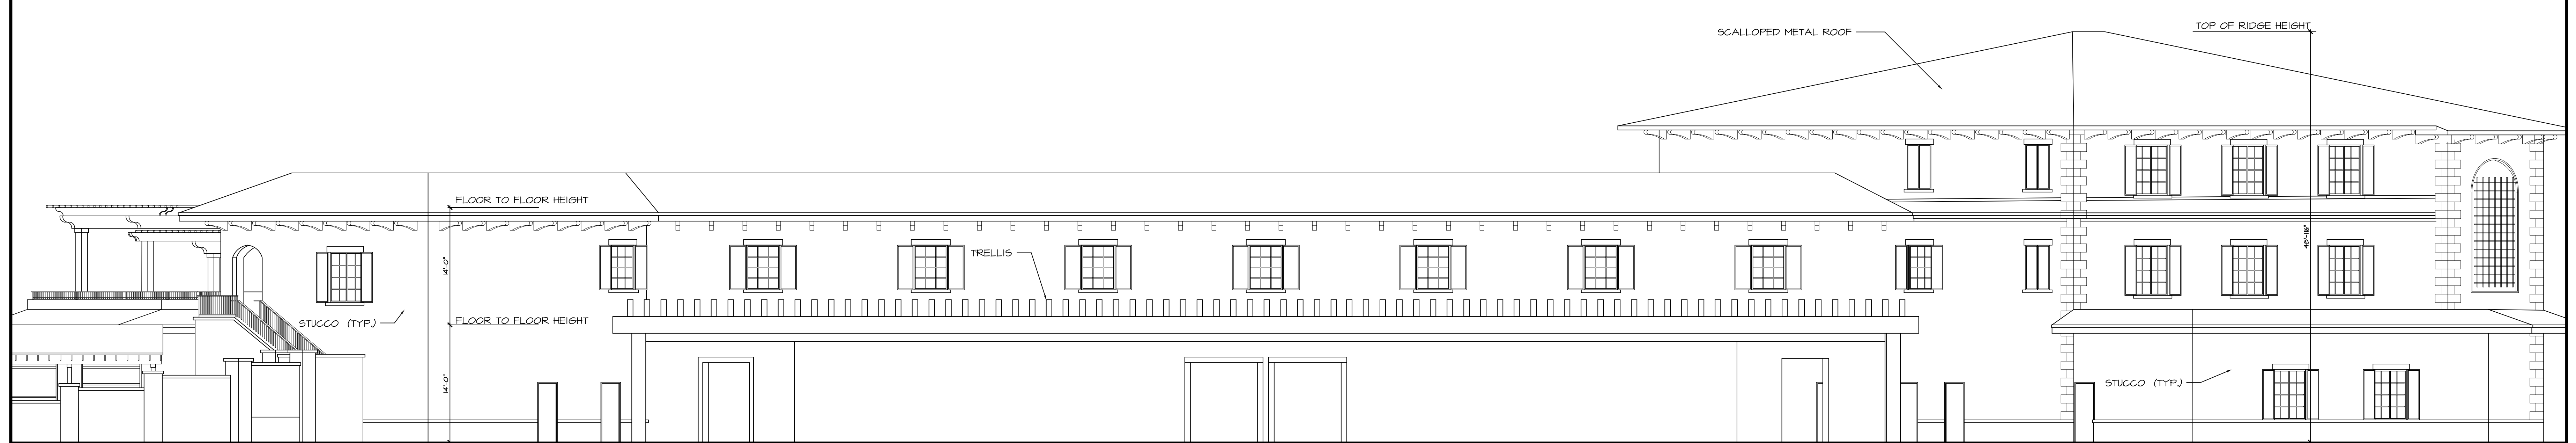 TOP OF RIDGE HEIGHT
SCALLOPED METAL ROOF
FLOOR TO FLOOR HEIGHT
TRELLIS
14'-0"
FLOOR TO FLOOR HEIGHT
STUCCO (TYP.)
14'-0"
STUCCO (TYP.)